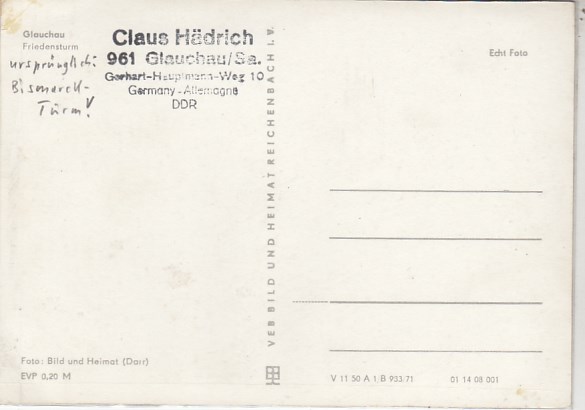 Glauchau
Friedensturm
ursprünglich:
Bismarck-
Turm!
Claus Hädrich
961 Glauchau/Sa.
Gerhart-Hauptmann-Weg 10
Germany-Allemagne
DDR
Echt Foto
VEB BILD UND HEIMAT REICHENBACH I. V.
Foto: Bild und Heimat (Darr)
EVP 0,20 M
V 11 50 A 1 B 933/71
01 14 08 001